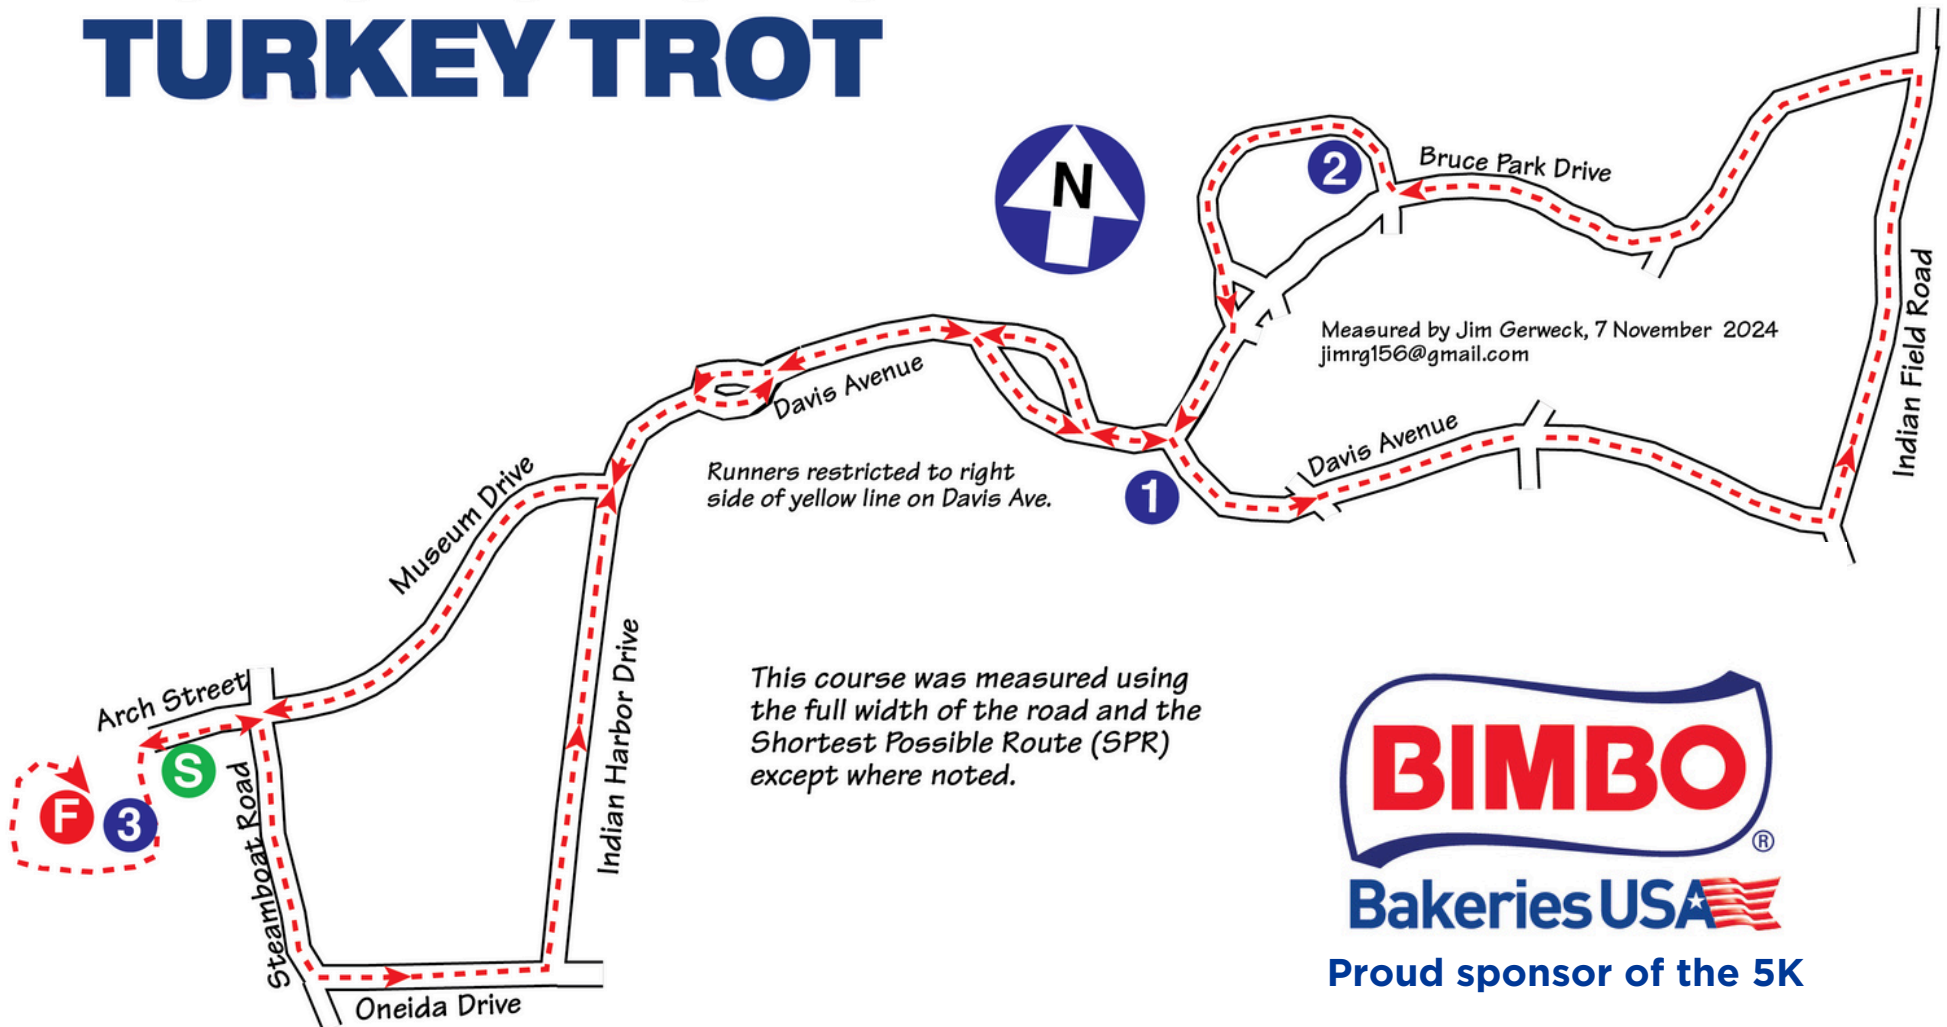 TURKEY TROT
N
2
Bruce Park Drive
Measured by Jim Gerweck, 7 November 2024
jimrg156@gmail.com
Indian Field Road
Davis Avenue
Davis Avenue
Runners restricted to right
side of yellow line on Davis Ave.
1
Museum Drive
Arch Street
S
F
3
Steamboat Road
Indian Harbor Drive
Oneida Drive
This course was measured using
the full width of the road and the
Shortest Possible Route (SPR)
except where noted.
BIMBO
®
Bakeries USA
Proud sponsor of the 5K